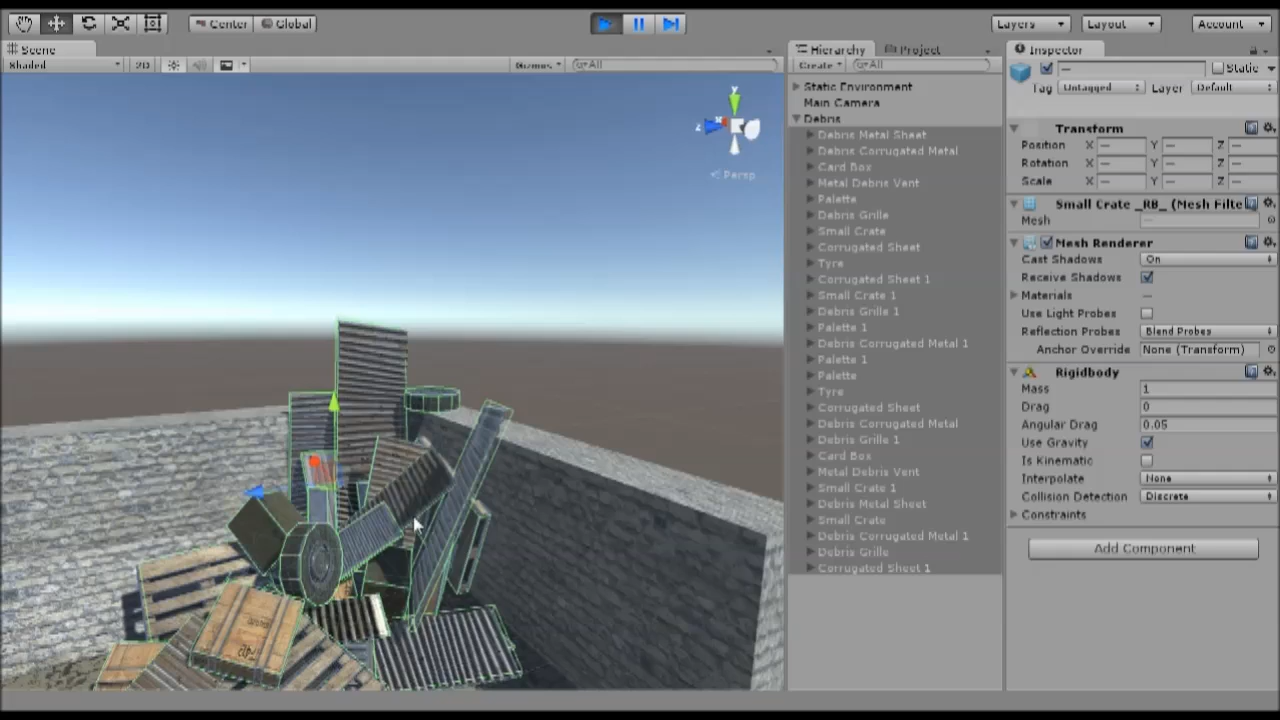 Center Global Layers Layout Account
Scene
Shaded 2D Gizmos All
Persp
Hierarchy Project
Create All
Static Environment
Main Camera
Debris
Debris Metal Sheet
Debris Corrugated Metal
Card Box
Metal Debris Vent
Palette
Debris Grille
Small Crate
Corrugated Sheet
Tyre
Corrugated Sheet 1
Small Crate 1
Debris Grille 1
Palette 1
Debris Corrugated Metal 1
Palette 1
Palette
Tyre
Corrugated Sheet
Debris Corrugated Metal
Debris Grille 1
Card Box
Metal Debris Vent
Small Crate 1
Debris Metal Sheet
Small Crate
Debris Corrugated Metal 1
Debris Grille
Corrugated Sheet 1
Inspector
— Static
Tag Untagged Layer Default
Transform
Position X — Y — Z —
Rotation X — Y — Z —
Scale X — Y — Z —
Small Crate _RB_ (Mesh Filte
Mesh —
Mesh Renderer
Cast Shadows On
Receive Shadows
Materials —
Use Light Probes
Reflection Probes Blend Probes
Anchor Override None (Transform)
Rigidbody
Mass 1
Drag 0
Angular Drag 0.05
Use Gravity
Is Kinematic
Interpolate None
Collision Detection Discrete
Constraints
Add Component